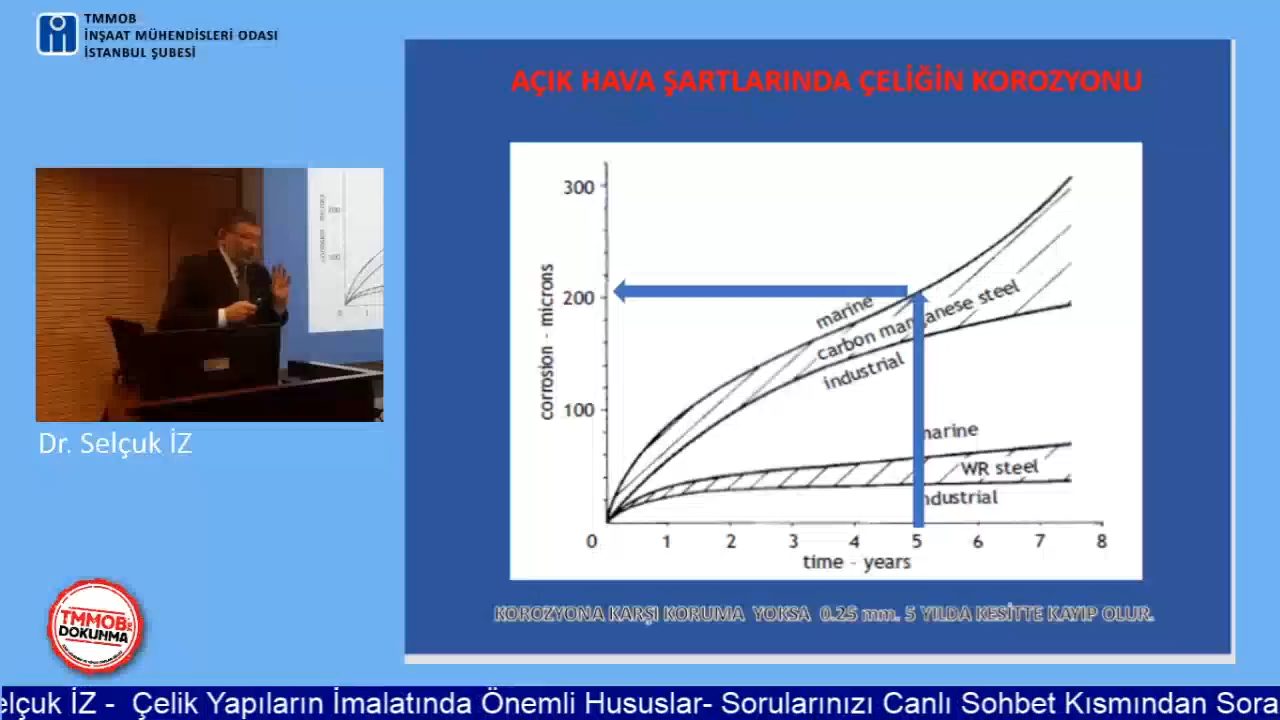 TMMOB
İNŞAAT MÜHENDİSLERİ ODASI
İSTANBUL ŞUBESİ
AÇIK HAVA ŞARTLARINDA ÇELİĞİN KOROZYONU
300
200
100
corrosion - microns
marine
carbon manganese steel
industrial
marine
WR steel
industrial
0 1 2 3 4 5 6 7 8
time - years
KOROZYONA KARŞI KORUMA YOKSA 0.25 mm. 5 YILDA KESİTTE KAYIP OLUR.
Dr. Selçuk İZ
TMMOB
DOKUNMA
elçuk İZ - Çelik Yapıların İmalatında Önemli Hususlar- Sorularınızı Canlı Sohbet Kısmından Sora